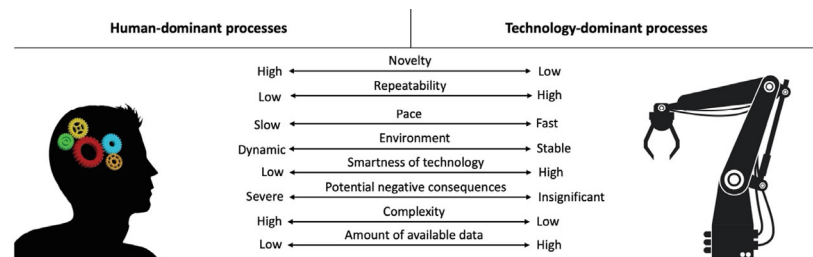 Human-dominant processes Technology-dominant processes
Novelty
High Low
Repeatability
Low High
Pace
Slow Fast
Environment
Dynamic Stable
Smartness of technology
Low High
Potential negative consequences
Severe Insignificant
Complexity
High Low
Amount of available data
Low High